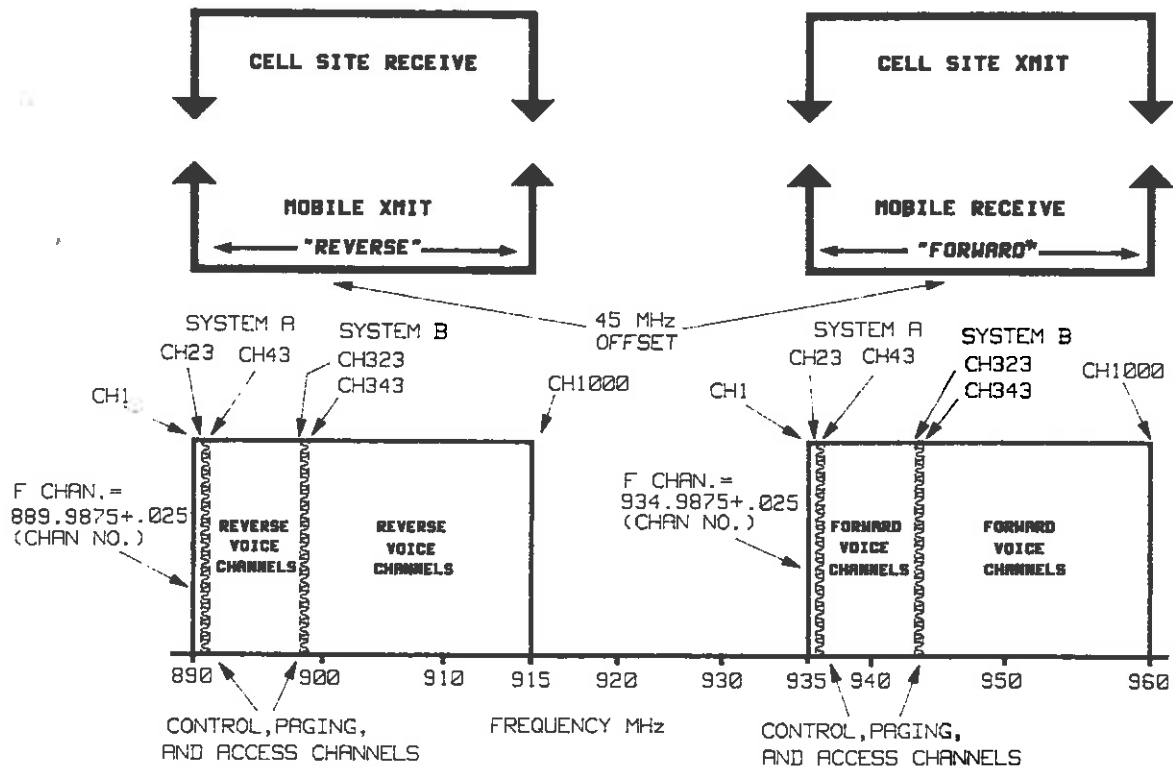 CELL SITE RECEIVE
CELL SITE XMIT
MOBILE XMIT
"REVERSE"
MOBILE RECEIVE
"FORWARD"
45 MHz
OFFSET
SYSTEM A
CH23 CH43
SYSTEM B
CH323
CH343
CH1
CH1000
SYSTEM A
CH23 CH43
SYSTEM B
CH323
CH343
CH1
CH1000
F CHAN.=
889.9875+.025
(CHAN NO.)
REVERSE
VOICE
CHANNELS
REVERSE
VOICE
CHANNELS
F CHAN.=
934.9875+.025
(CHAN NO.)
FORWARD
VOICE
CHANNELS
FORWARD
VOICE
CHANNELS
890 900 910 915 920 930 935 940 950 960
CONTROL,PAGING,
AND ACCESS CHANNELS
FREQUENCY MHz
CONTROL,PAGING,
AND ACCESS CHANNELS